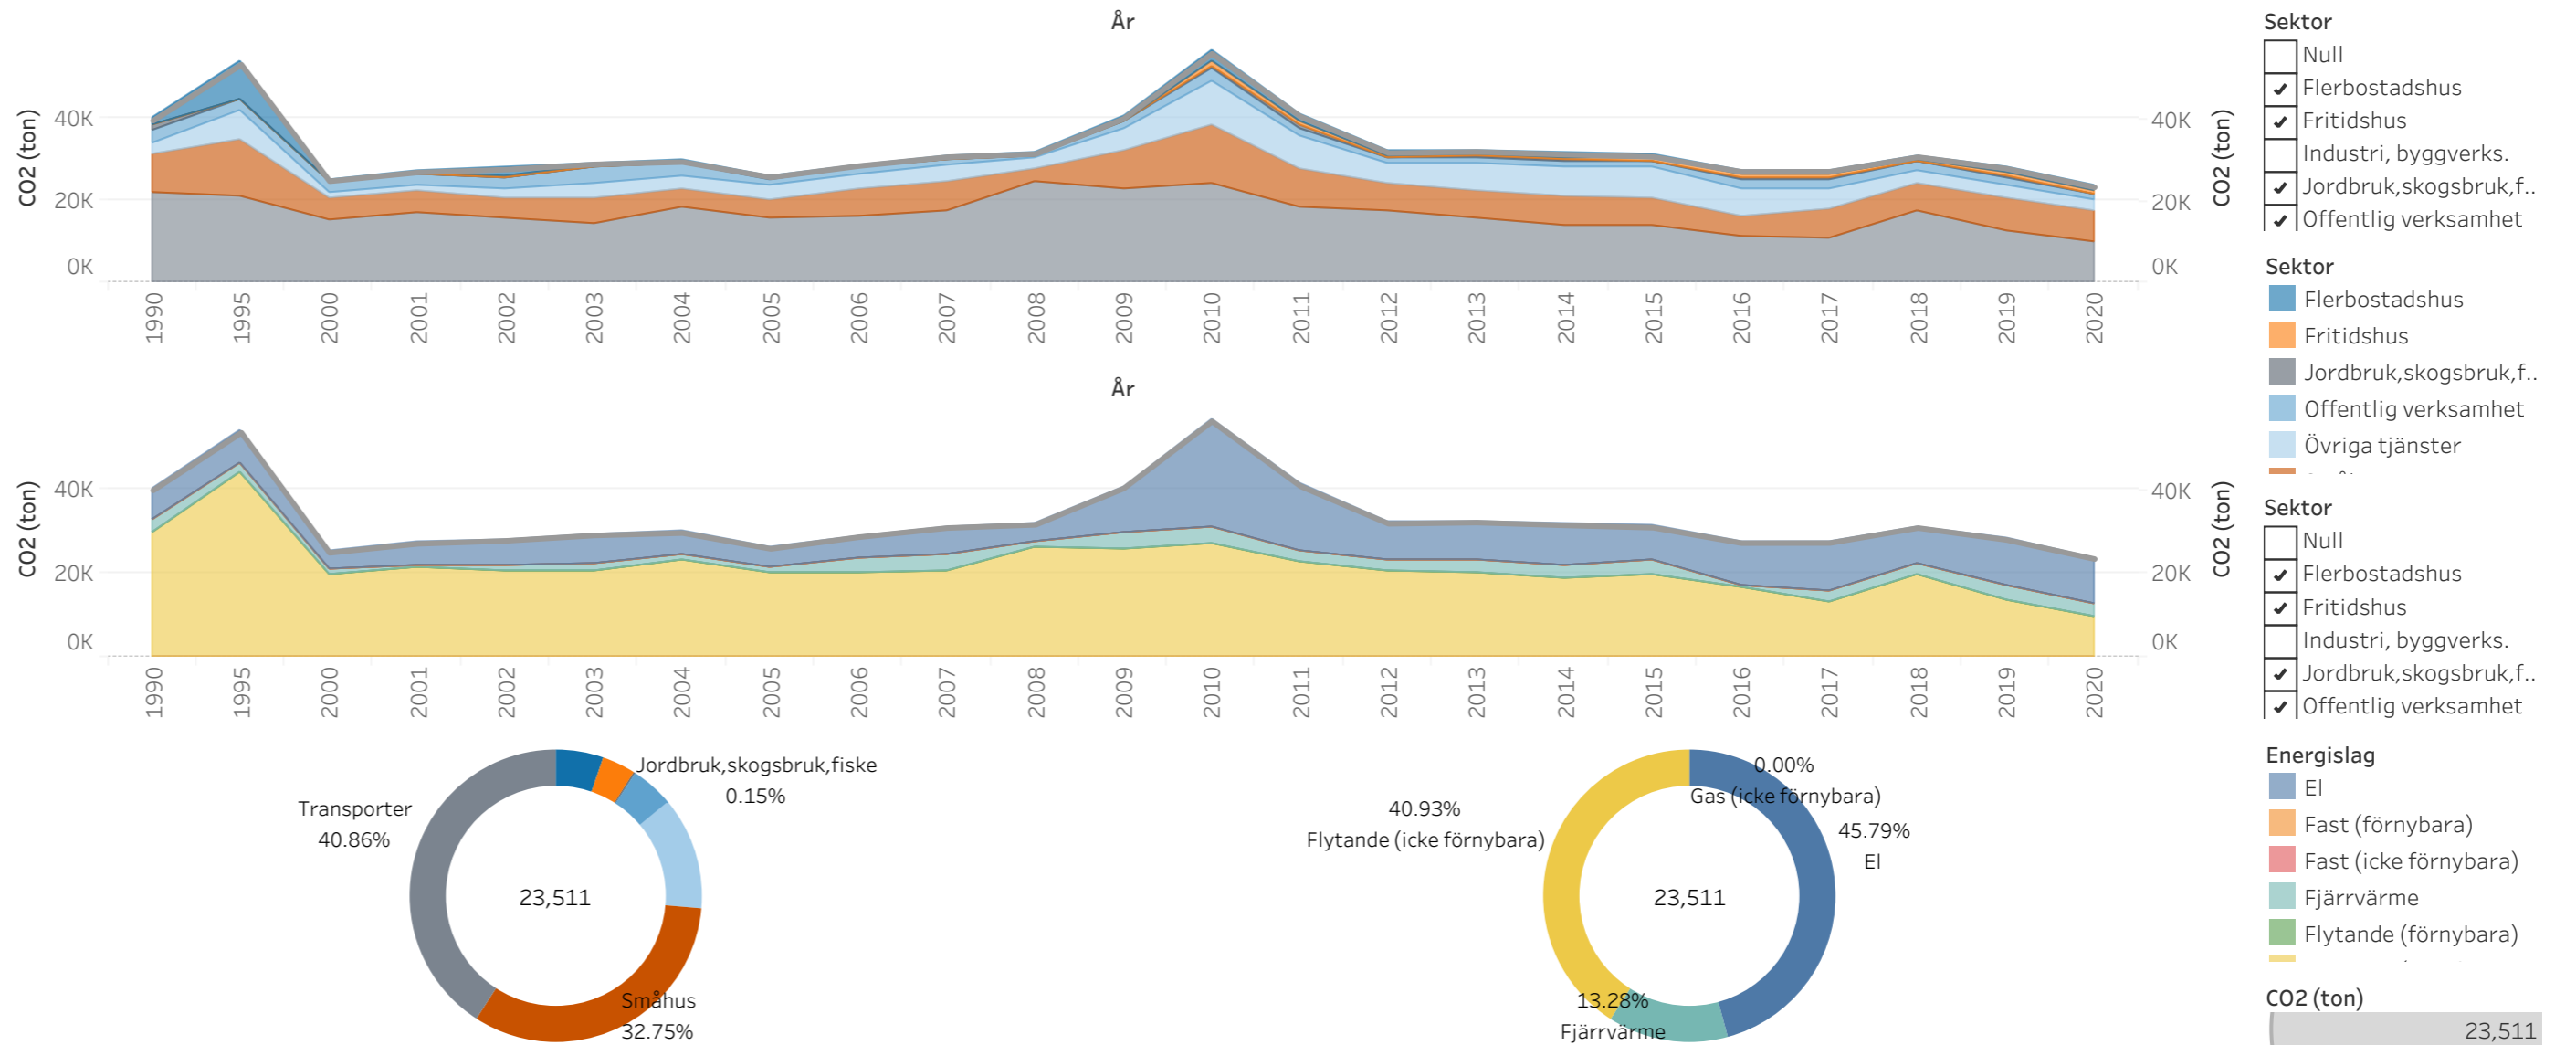 År
CO2 (ton)
40K
20K
0K
40K
20K
0K
CO2 (ton)
1990
1995
2000
2001
2002
2003
2004
2005
2006
2007
2008
2009
2010
2011
2012
2013
2014
2015
2016
2017
2018
2019
2020
År
CO2 (ton)
40K
20K
0K
40K
20K
0K
CO2 (ton)
1990
1995
2000
2001
2002
2003
2004
2005
2006
2007
2008
2009
2010
2011
2012
2013
2014
2015
2016
2017
2018
2019
2020
Jordbruk,skogsbruk,fiske
0.15%
Transporter
40.86%
23,511
Småhus
32.75%
0.00%
Gas (icke förnybara)
40.93%
Flytande (icke förnybara)
45.79%
El
23,511
13.28%
Fjärrvärme
Sektor
Null
Flerbostadshus
Fritidshus
Industri, byggverks.
Jordbruk,skogsbruk,f..
Offentlig verksamhet
Sektor
Flerbostadshus
Fritidshus
Jordbruk,skogsbruk,f..
Offentlig verksamhet
Övriga tjänster
Sektor
Null
Flerbostadshus
Fritidshus
Industri, byggverks.
Jordbruk,skogsbruk,f..
Offentlig verksamhet
Energislag
El
Fast (förnybara)
Fast (icke förnybara)
Fjärrvärme
Flytande (förnybara)
CO2 (ton)
23,511